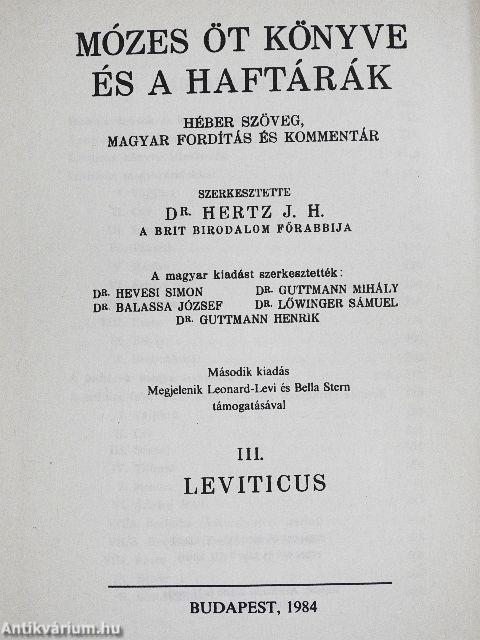 MÓZES ÖT KÖNYVE
ÉS A HAFTÁRÁK
HÉBER SZÖVEG,
MAGYAR FORDÍTÁS ÉS KOMMENTÁR
SZERKESZTETTE
DR. HERTZ J. H.
A BRIT BIRODALOM FŐRABBIJA
A magyar kiadást szerkesztették:
DR. HEVESI SIMON DR. GUTTMANN MIHÁLY
DR. BALASSA JÓZSEF DR. LŐWINGER SÁMUEL
DR. GUTTMANN HENRIK
Második kiadás
Megjelenik Leonard-Levi és Bella Stern
támogatásával
III.
LEVITICUS
BUDAPEST, 1984
Antikvárium.hu